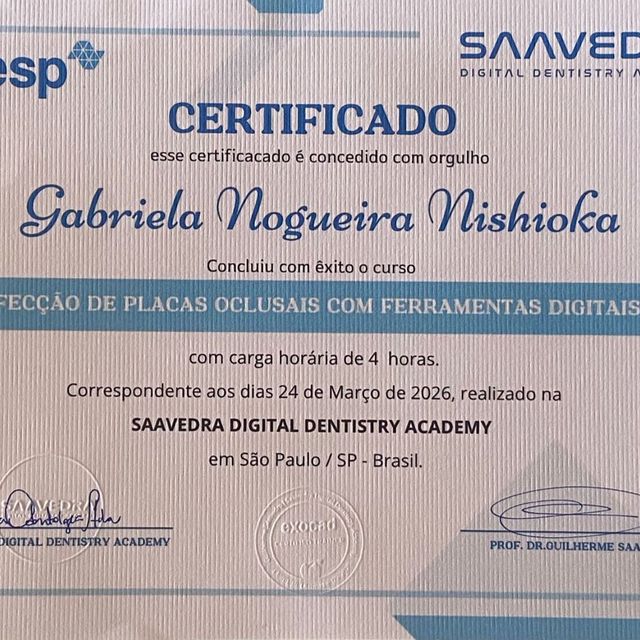 esp
SAAVED
DIGITAL DENTISTRY A
CERTIFICADO
esse certificacado é concedido com orgulho
Gabriela Nogueira Nishioka
Concluiu com êxito o curso
FECÇÃO DE PLACAS OCLUSAIS COM FERRAMENTAS DIGITAIS
com carga horária de 4 horas.
Correspondente aos dias 24 de Março de 2026, realizado na
SAAVEDRA DIGITAL DENTISTRY ACADEMY
em São Paulo / SP - Brasil.
exocad
DIGITAL DENTISTRY ACADEMY
PROF. DR.GUILHERME SAA